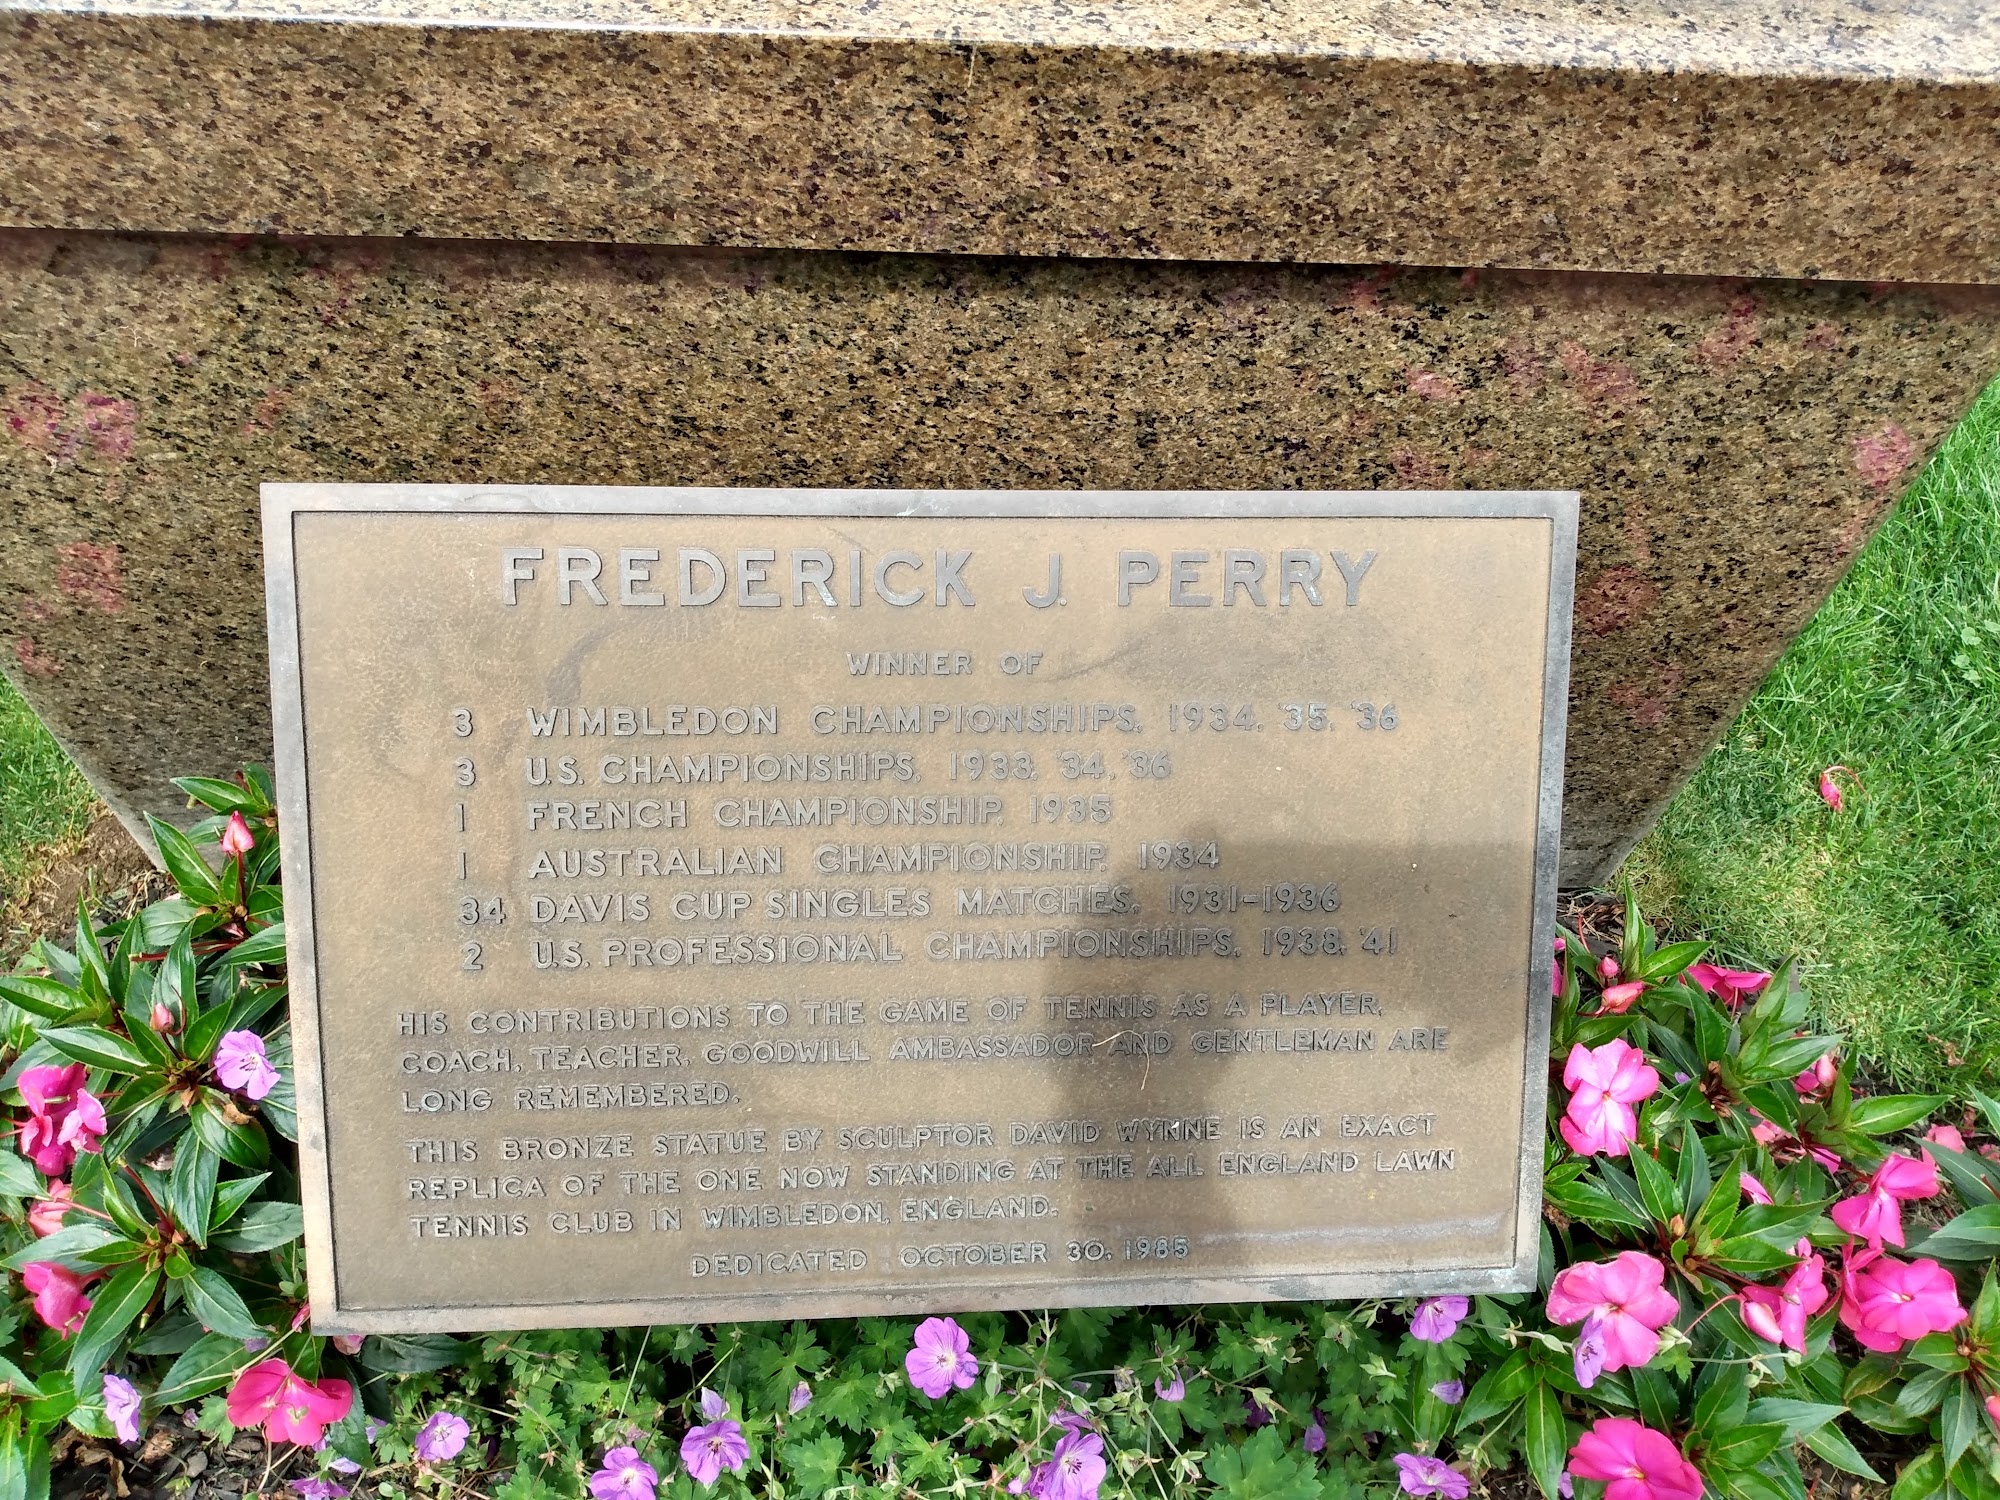 FREDERICK J. PERRY
WINNER OF
3 WIMBLEDON CHAMPIONSHIPS, 1934, '35, '36
3 U.S. CHAMPIONSHIPS, 1933, '34, '36
1 FRENCH CHAMPIONSHIP, 1935
1 AUSTRALIAN CHAMPIONSHIP, 1934
34 DAVIS CUP SINGLES MATCHES, 1931-1936
2 U.S. PROFESSIONAL CHAMPIONSHIPS, 1938, '41
HIS CONTRIBUTIONS TO THE GAME OF TENNIS AS A PLAYER,
COACH, TEACHER, GOODWILL AMBASSADOR AND GENTLEMAN ARE
LONG REMEMBERED.
THIS BRONZE STATUE BY SCULPTOR DAVID WYNNE IS AN EXACT
REPLICA OF THE ONE NOW STANDING AT THE ALL ENGLAND LAWN
TENNIS CLUB IN WIMBLEDON, ENGLAND.
DEDICATED OCTOBER 30, 1985